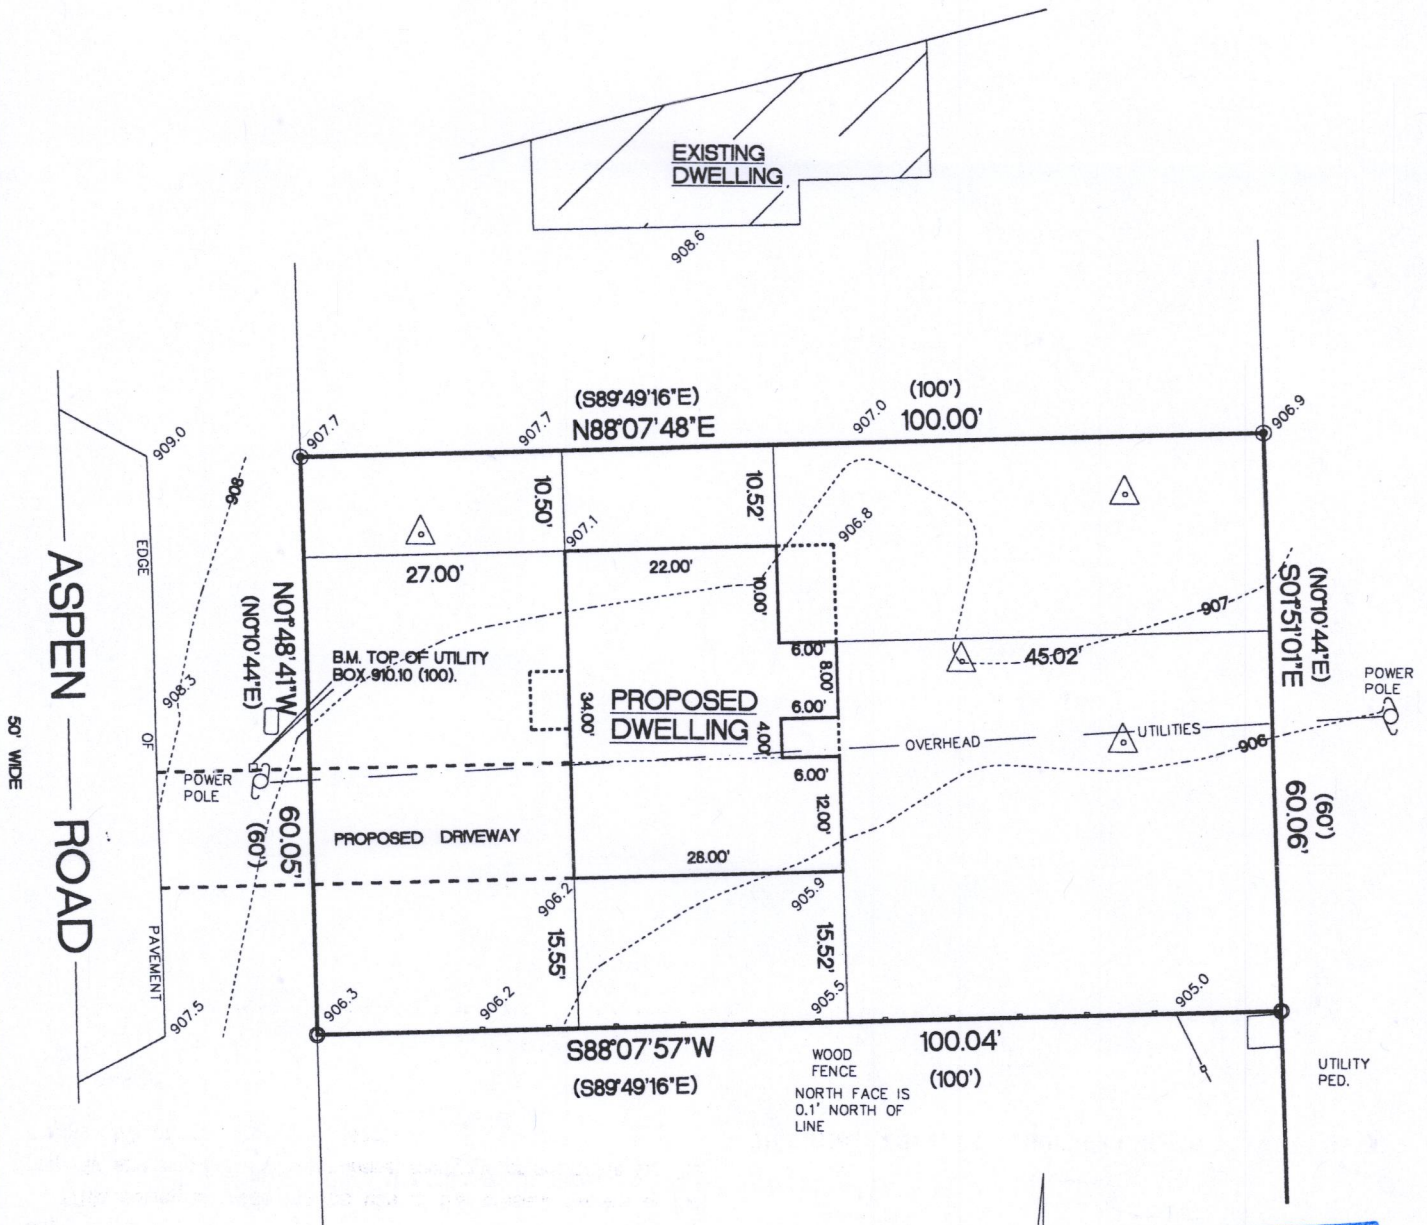 EXISTING
DWELLING
908.6
(S89°49'16"E)
N88°07'48"E
(100')
100.00'
907.7
907.7
907.0
906.9
909.0
908
EDGE
OF
PAVEMENT
908.3
907.5
ASPEN
ROAD
50' WIDE
10.50'
10.52'
907.1
906.8
27.00'
22.00'
10.00'
N01°48'41"W
(N0°10'44"E)
60.05'
(60')
B.M. TOP OF UTILITY
BOX-910.10 (100).
34.00'
PROPOSED
DWELLING
6.00'
8.00'
6.00'
4.00'
6.00'
12.00'
45.02'
907
(N0°10'44"E)
S01°51'01"E
POWER
POLE
OVERHEAD
UTILITIES
906
(60')
60.06'
POWER
POLE
PROPOSED DRIVEWAY
28.00'
906.2
905.9
15.55'
15.52'
906.3
906.2
905.5
905.0
S88°07'57"W
(S89°49'16"E)
100.04'
(100')
WOOD
FENCE
NORTH FACE IS
0.1' NORTH OF
LINE
UTILITY
PED.